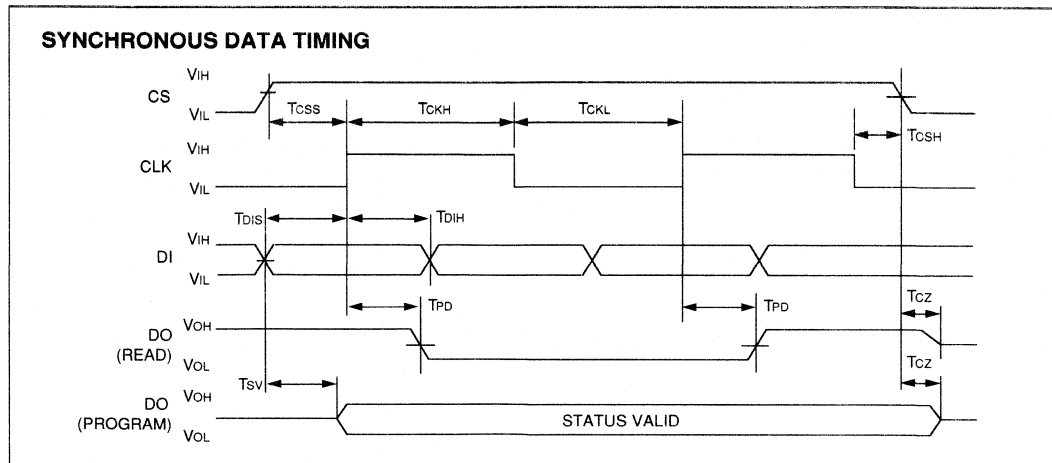 SYNCHRONOUS DATA TIMING
VIH
CS
VIL
TCSS
TCKH
TCKL
TCSH
VIH
CLK
VIL
TDIS
TDIH
VIH
DI
VIL
TPD
TPD
TCZ
VOH
DO
(READ)
VOL
TSV
TCZ
VOH
DO
(PROGRAM)
VOL
STATUS VALID